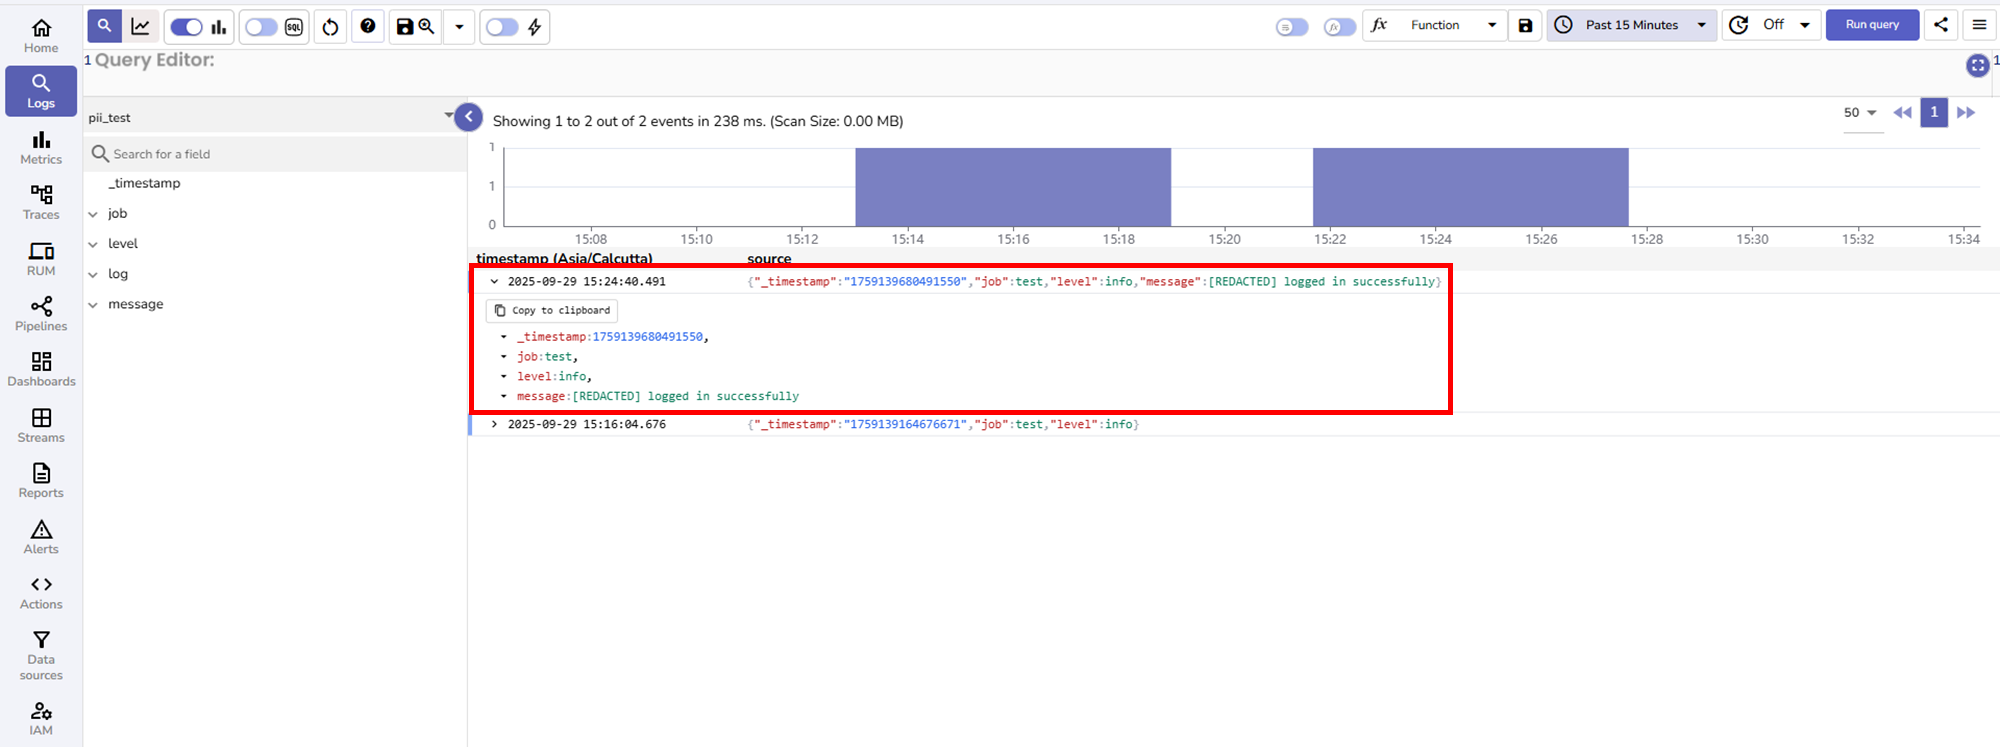 SQL
fx Function
Past 15 Minutes
Off
Run query
Home
Logs
Metrics
Traces
RUM
Pipelines
Dashboards
Streams
Reports
Alerts
Actions
Data
sources
IAM
1 Query Editor:
1
pii_test
Search for a field
_timestamp
job
level
log
message
Showing 1 to 2 out of 2 events in 238 ms. (Scan Size: 0.00 MB)
50
1
1
1
0
15:08 15:10 15:12 15:14 15:16 15:18 15:20 15:22 15:24 15:26 15:28 15:30 15:32 15:34
timestamp (Asia/Calcutta) source
2025-09-29 15:24:40.491 {"_timestamp":"1759139680491550","job":test,"level":info,"message":[REDACTED] logged in successfully}
Copy to clipboard
_timestamp:1759139680491550,
job:test,
level:info,
message:[REDACTED] logged in successfully
2025-09-29 15:16:04.676 {"_timestamp":"1759139164676671","job":test,"level":info}